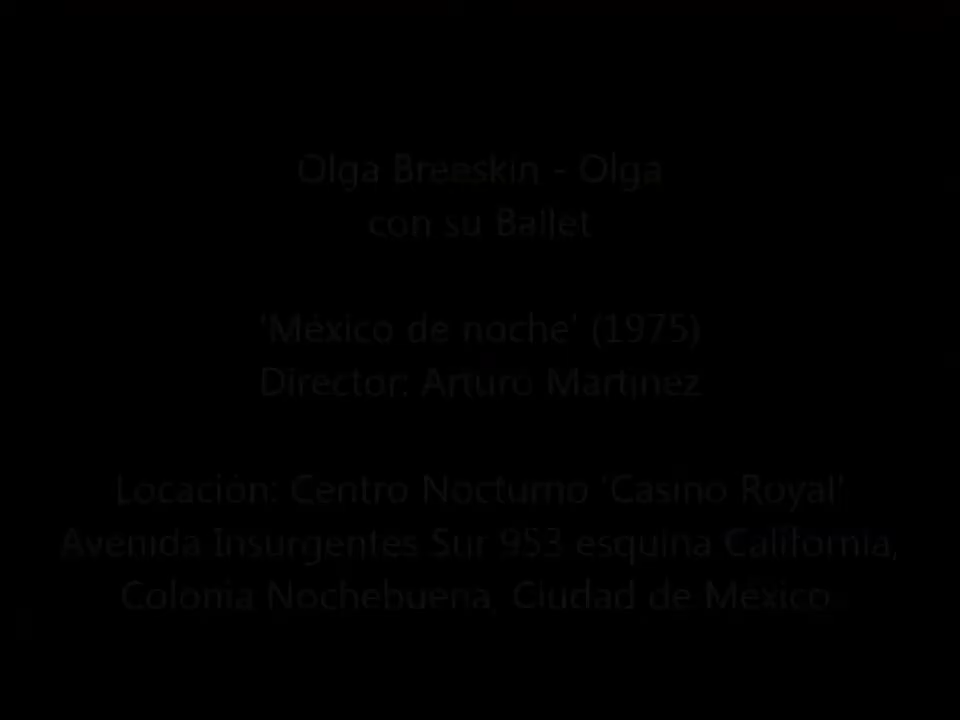 Olga Breeskin - Olga
con su Ballet
'México de noche' (1975)
Director: Arturo Martínez
Locación: Centro Nocturno 'Casino Royal'
Avenida Insurgentes Sur 953 esquina California,
Colonia Nochebuena, Ciudad de México.